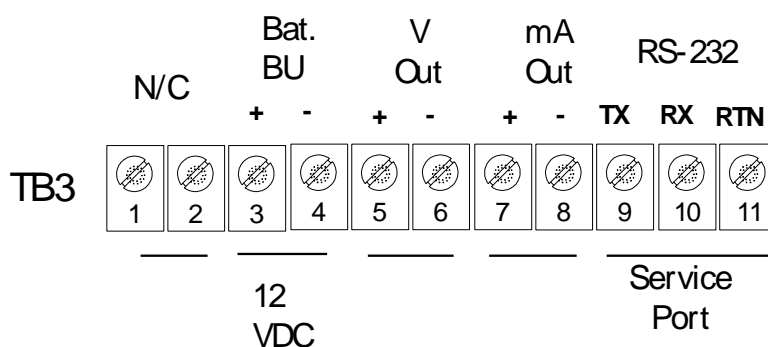 N/C
Bat.
BU
V
Out
mA
Out
RS-232
+ - + - + - TX RX RTN
TB3
1 2 3 4 5 6 7 8 9 10 11
12
VDC
Service
Port